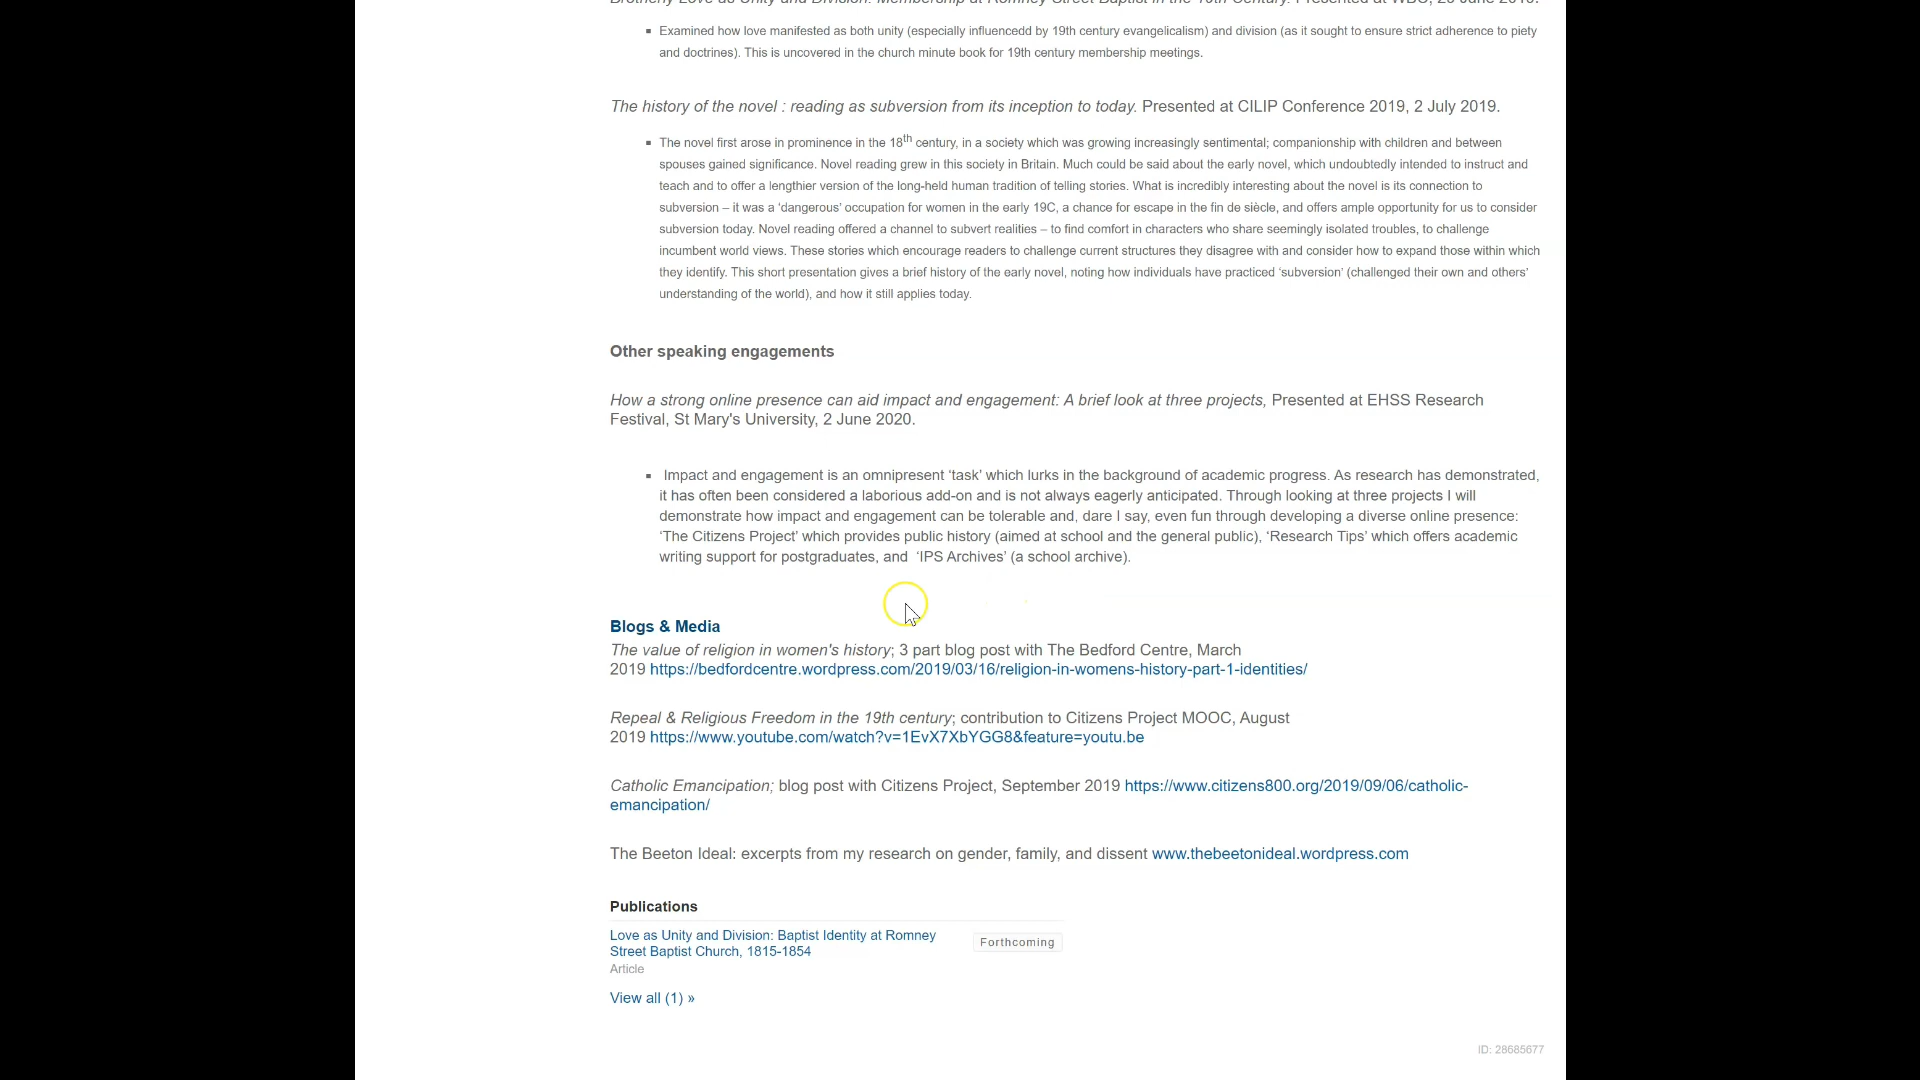 Brotherly Love as Unity and Division: Membership at Romney Street Baptist in the 19th Century. Presented at WBC, 
Examined how love manifested as both unity (especially influencedd by 19th century evangelicalism) and division (as it sought to ensure strict adherence to piety
and doctrines). This is uncovered in the church minute book for 19th century membership meetings.
The history of the novel : reading as subversion from its inception to today. Presented at CILIP Conference 2019, 2 July 2019.
The novel first arose in prominence in the 18th century, in a society which was growing increasingly sentimental; companionship with children and between
spouses gained significance. Novel reading grew in this society in Britain. Much could be said about the early novel, which undoubtedly intended to instruct and
teach and to offer a lengthier version of the long-held human tradition of telling stories. What is incredibly interesting about the novel is its connection to
subversion – it was a ‘dangerous’ occupation for women in the early 19C, a chance for escape in the fin de siècle, and offers ample opportunity for us to consider
subversion today. Novel reading offered a channel to subvert realities – to find comfort in characters who share seemingly isolated troubles, to challenge
incumbent world views. These stories which encourage readers to challenge current structures they disagree with and consider how to expand those within which
they identify. This short presentation gives a brief history of the early novel, noting how individuals have practiced ‘subversion’ (challenged their own and others’
understanding of the world), and how it still applies today.
Other speaking engagements
How a strong online presence can aid impact and engagement: A brief look at three projects, Presented at EHSS Research
Festival, St Mary's University, 2 June 2020.
Impact and engagement is an omnipresent ‘task’ which lurks in the background of academic progress. As research has demonstrated,
it has often been considered a laborious add-on and is not always eagerly anticipated. Through looking at three projects I will
demonstrate how impact and engagement can be tolerable and, dare I say, even fun through developing a diverse online presence:
‘The Citizens Project’ which provides public history (aimed at school and the general public), ‘Research Tips’ which offers academic
writing support for postgraduates, and ‘IPS Archives’ (a school archive).
Blogs & Media
The value of religion in women's history; 3 part blog post with The Bedford Centre, March
2019 https://bedfordcentre.wordpress.com/2019/03/16/religion-in-womens-history-part-1-identities/
Repeal & Religious Freedom in the 19th century; contribution to Citizens Project MOOC, August
2019 https://www.youtube.com/watch?v=1EvX7XbYGG8&feature=youtu.be
Catholic Emancipation; blog post with Citizens Project, September 2019 https://www.citizens800.org/2019/09/06/catholic-
emancipation/
The Beeton Ideal: excerpts from my research on gender, family, and dissent www.thebeetonideal.wordpress.com
Publications
Love as Unity and Division: Baptist Identity at Romney
Street Baptist Church, 1815-1854
Forthcoming
Article
View all (1) »
ID: 28685677